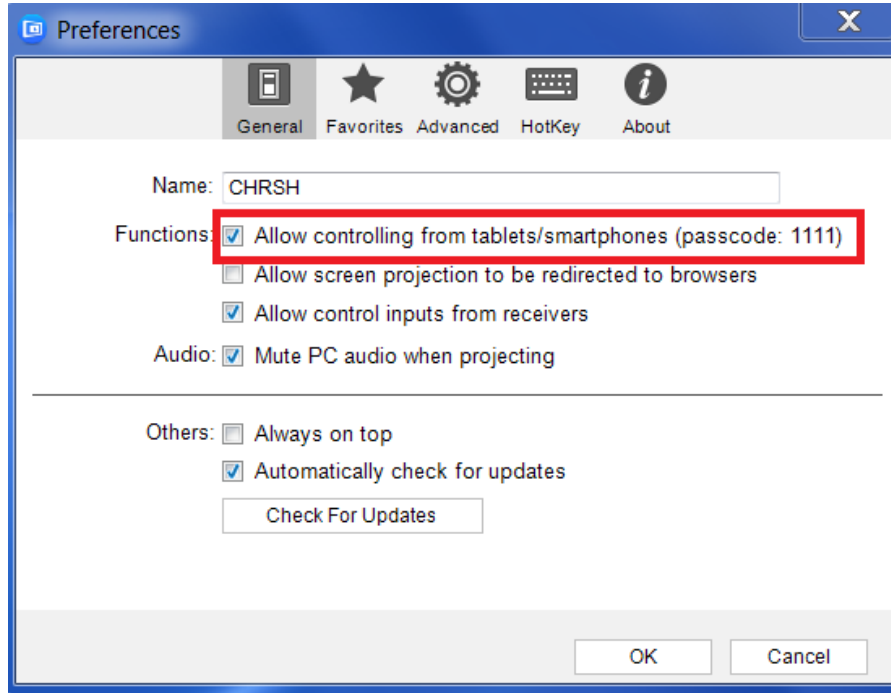 Preferences
X
General Favorites Advanced HotKey About
Name: CHRSH
Functions: Allow controlling from tablets/smartphones (passcode: 1111)
Allow screen projection to be redirected to browsers
Allow control inputs from receivers
Audio: Mute PC audio when projecting
Others: Always on top
Automatically check for updates
Check For Updates
OK Cancel